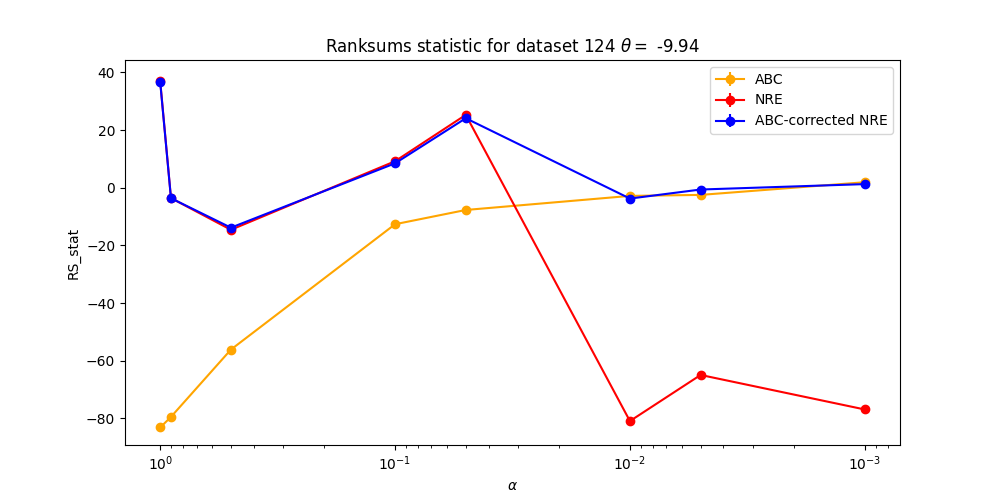 Ranksums statistic for dataset 124 θ = -9.94
ABC
NRE
ABC-corrected NRE
RS_stat
40
20
0
−20
−40
−60
−80
10⁰
10⁻¹
10⁻²
10⁻³
α